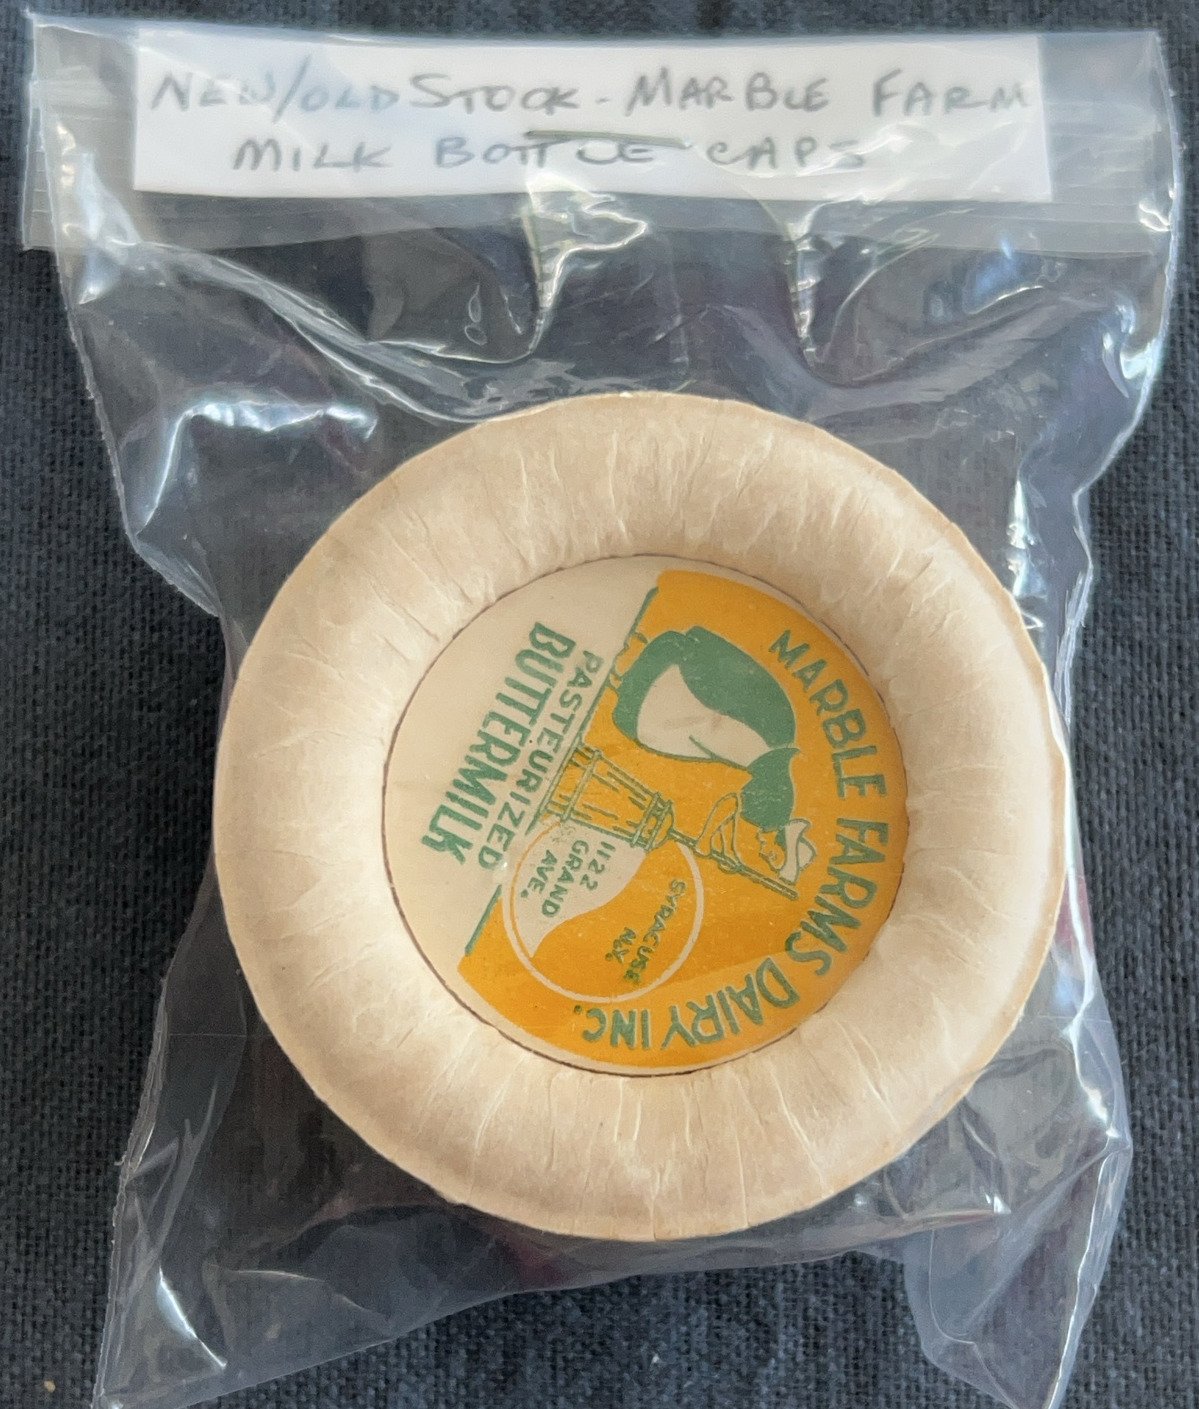 NEW/OLD STOCK - MARBLE FARM
MILK BOTTLE CAPS
MARBLE FARMS DAIRY INC.
SYRACUSE
N.Y.
1122
GRAND
AVE.
PASTEURIZED
BUTTERMILK